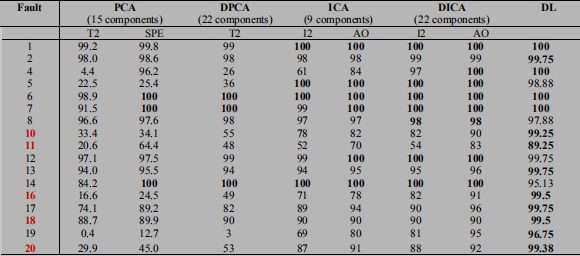 Fault PCA DPCA ICA DICA DL
(15 components) (22 components) (9 components) (22 components)
T2 SPE T2 I2 AO I2 AO
1 99.2 99.8 99 100 100 100 100 100
2 98.0 98.6 98 98 98 99 99 99.75
4 4.4 96.2 26 61 84 97 100 100
5 22.5 25.4 36 100 100 100 100 98.88
6 98.9 100 100 100 100 100 100 100
7 91.5 100 100 99 100 100 100 100
8 96.6 97.6 98 97 97 98 98 97.88
10 33.4 34.1 55 78 82 82 90 99.25
11 20.6 64.4 48 52 70 54 83 89.25
12 97.1 97.5 99 99 100 100 100 99.75
13 94.0 95.5 94 94 95 95 96 99.75
14 84.2 100 100 100 100 100 100 95.13
16 16.6 24.5 49 71 78 82 91 99.5
17 74.1 89.2 82 89 94 90 96 99.75
18 88.7 89.9 90 90 90 90 90 99.5
19 0.4 12.7 3 69 80 81 95 96.75
20 29.9 45.0 53 87 91 88 92 99.38